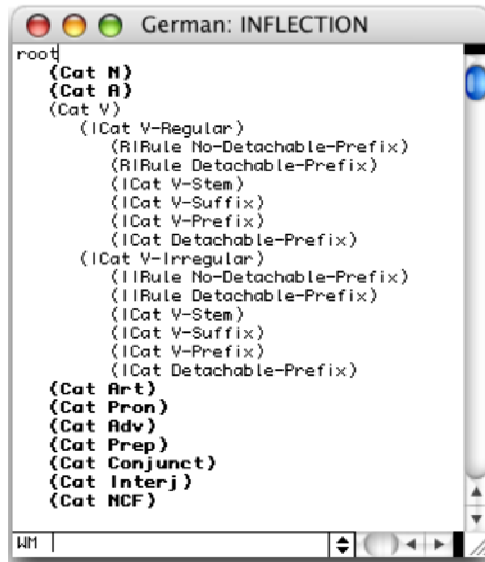 German: INFLECTION
root
(Cat N)
(Cat A)
(Cat V)
(ICat V-Regular)
(RIRule No-Detachable-Prefix)
(RIRule Detachable-Prefix)
(ICat V-Stem)
(ICat V-Suffix)
(ICat V-Prefix)
(ICat Detachable-Prefix)
(ICat V-Irregular)
(IIRule No-Detachable-Prefix)
(IIRule Detachable-Prefix)
(ICat V-Stem)
(ICat V-Suffix)
(ICat V-Prefix)
(ICat Detachable-Prefix)
(Cat Art)
(Cat Pron)
(Cat Adv)
(Cat Prep)
(Cat Conjunct)
(Cat Interj)
(Cat NCF)
WM